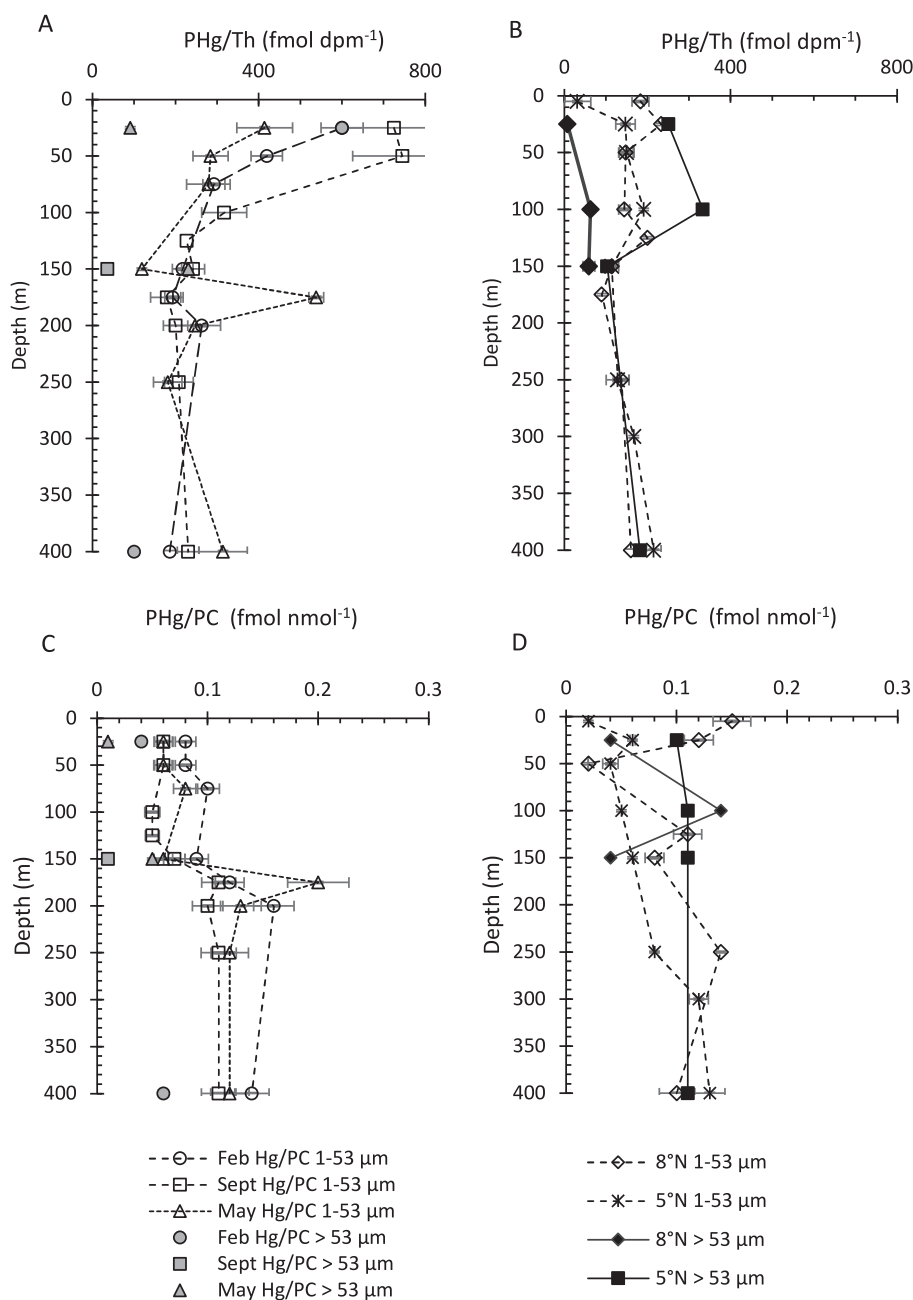 A
PHg/Th (fmol dpm⁻¹)
0 400 800
0
50
100
150
200
250
300
350
400
Depth (m)
B
PHg/Th (fmol dpm⁻¹)
0 400 800
0
50
100
150
200
250
300
350
400
Depth (m)
PHg/PC (fmol nmol⁻¹)
C
0 0.1 0.2 0.3
0
50
100
150
200
250
300
350
400
Depth (m)
PHg/PC (fmol nmol⁻¹)
D
0 0.1 0.2 0.3
0
50
100
150
200
250
300
350
400
Depth (m)
Feb Hg/PC 1-53 µm
Sept Hg/PC 1-53 µm
May Hg/PC 1-53 µm
Feb Hg/PC > 53 µm
Sept Hg/PC > 53 µm
May Hg/PC > 53 µm
8°N 1-53 µm
5°N 1-53 µm
8°N > 53 µm
5°N > 53 µm